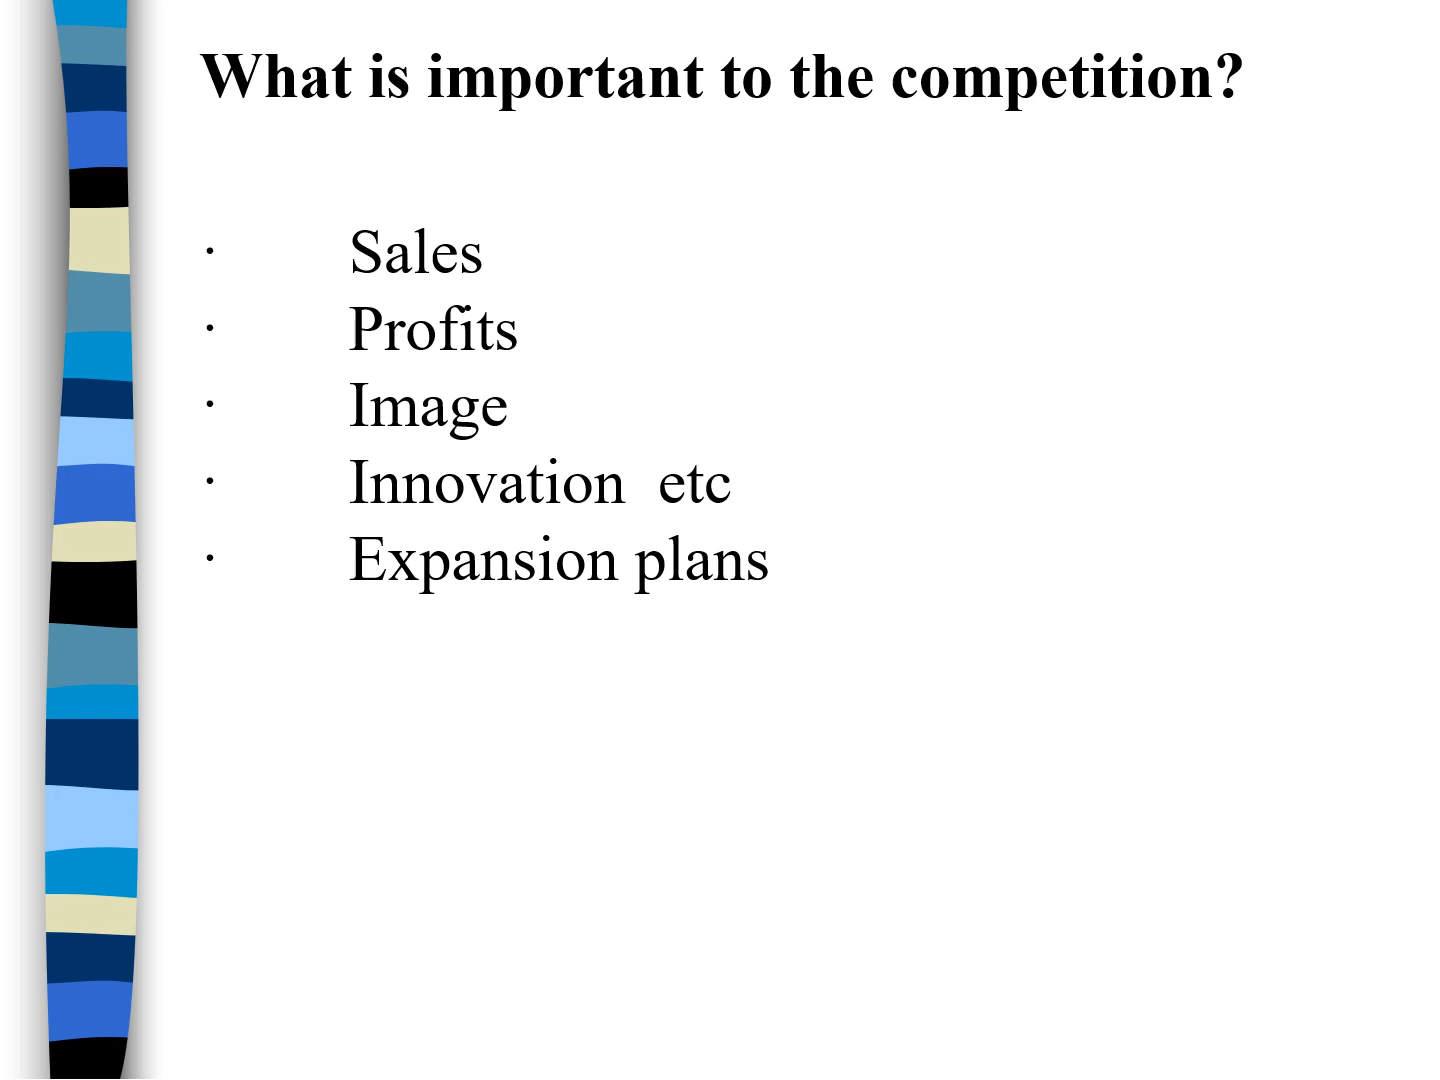 What is important to the competition?
· Sales
· Profits
· Image
· Innovation  etc
· Expansion plans